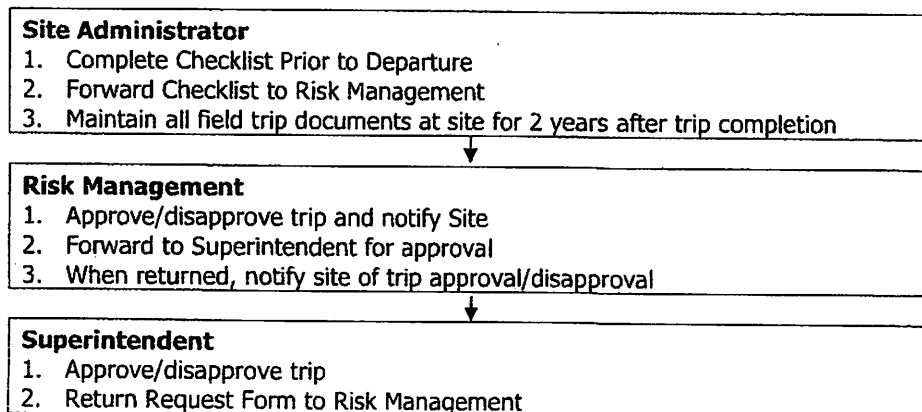 Site Administrator
1. Complete Checklist Prior to Departure
2. Forward Checklist to Risk Management
3. Maintain all field trip documents at site for 2 years after trip completion
Risk Management
1. Approve/disapprove trip and notify Site
2. Forward to Superintendent for approval
3. When returned, notify site of trip approval/disapproval
Superintendent
1. Approve/disapprove trip
2. Return Request Form to Risk Management